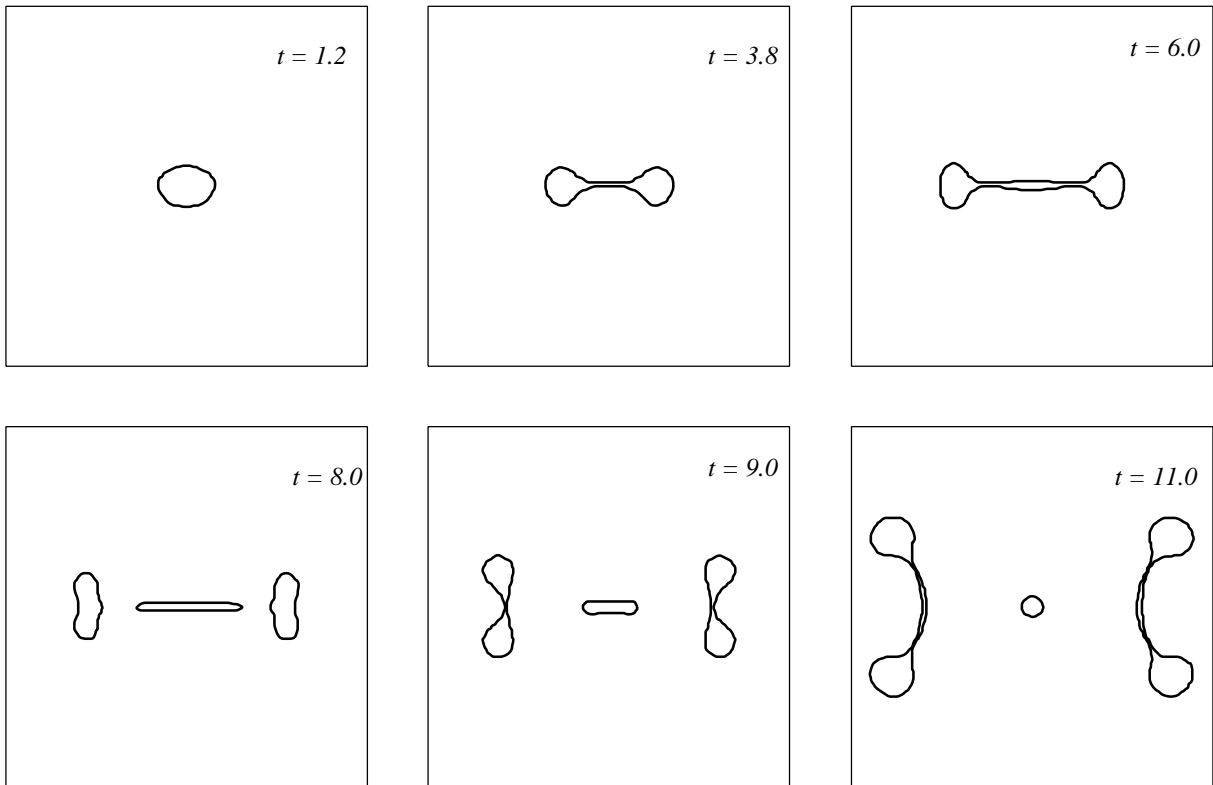 t = 1.2
t = 3.8
t = 6.0
t = 8.0
t = 9.0
t = 11.0